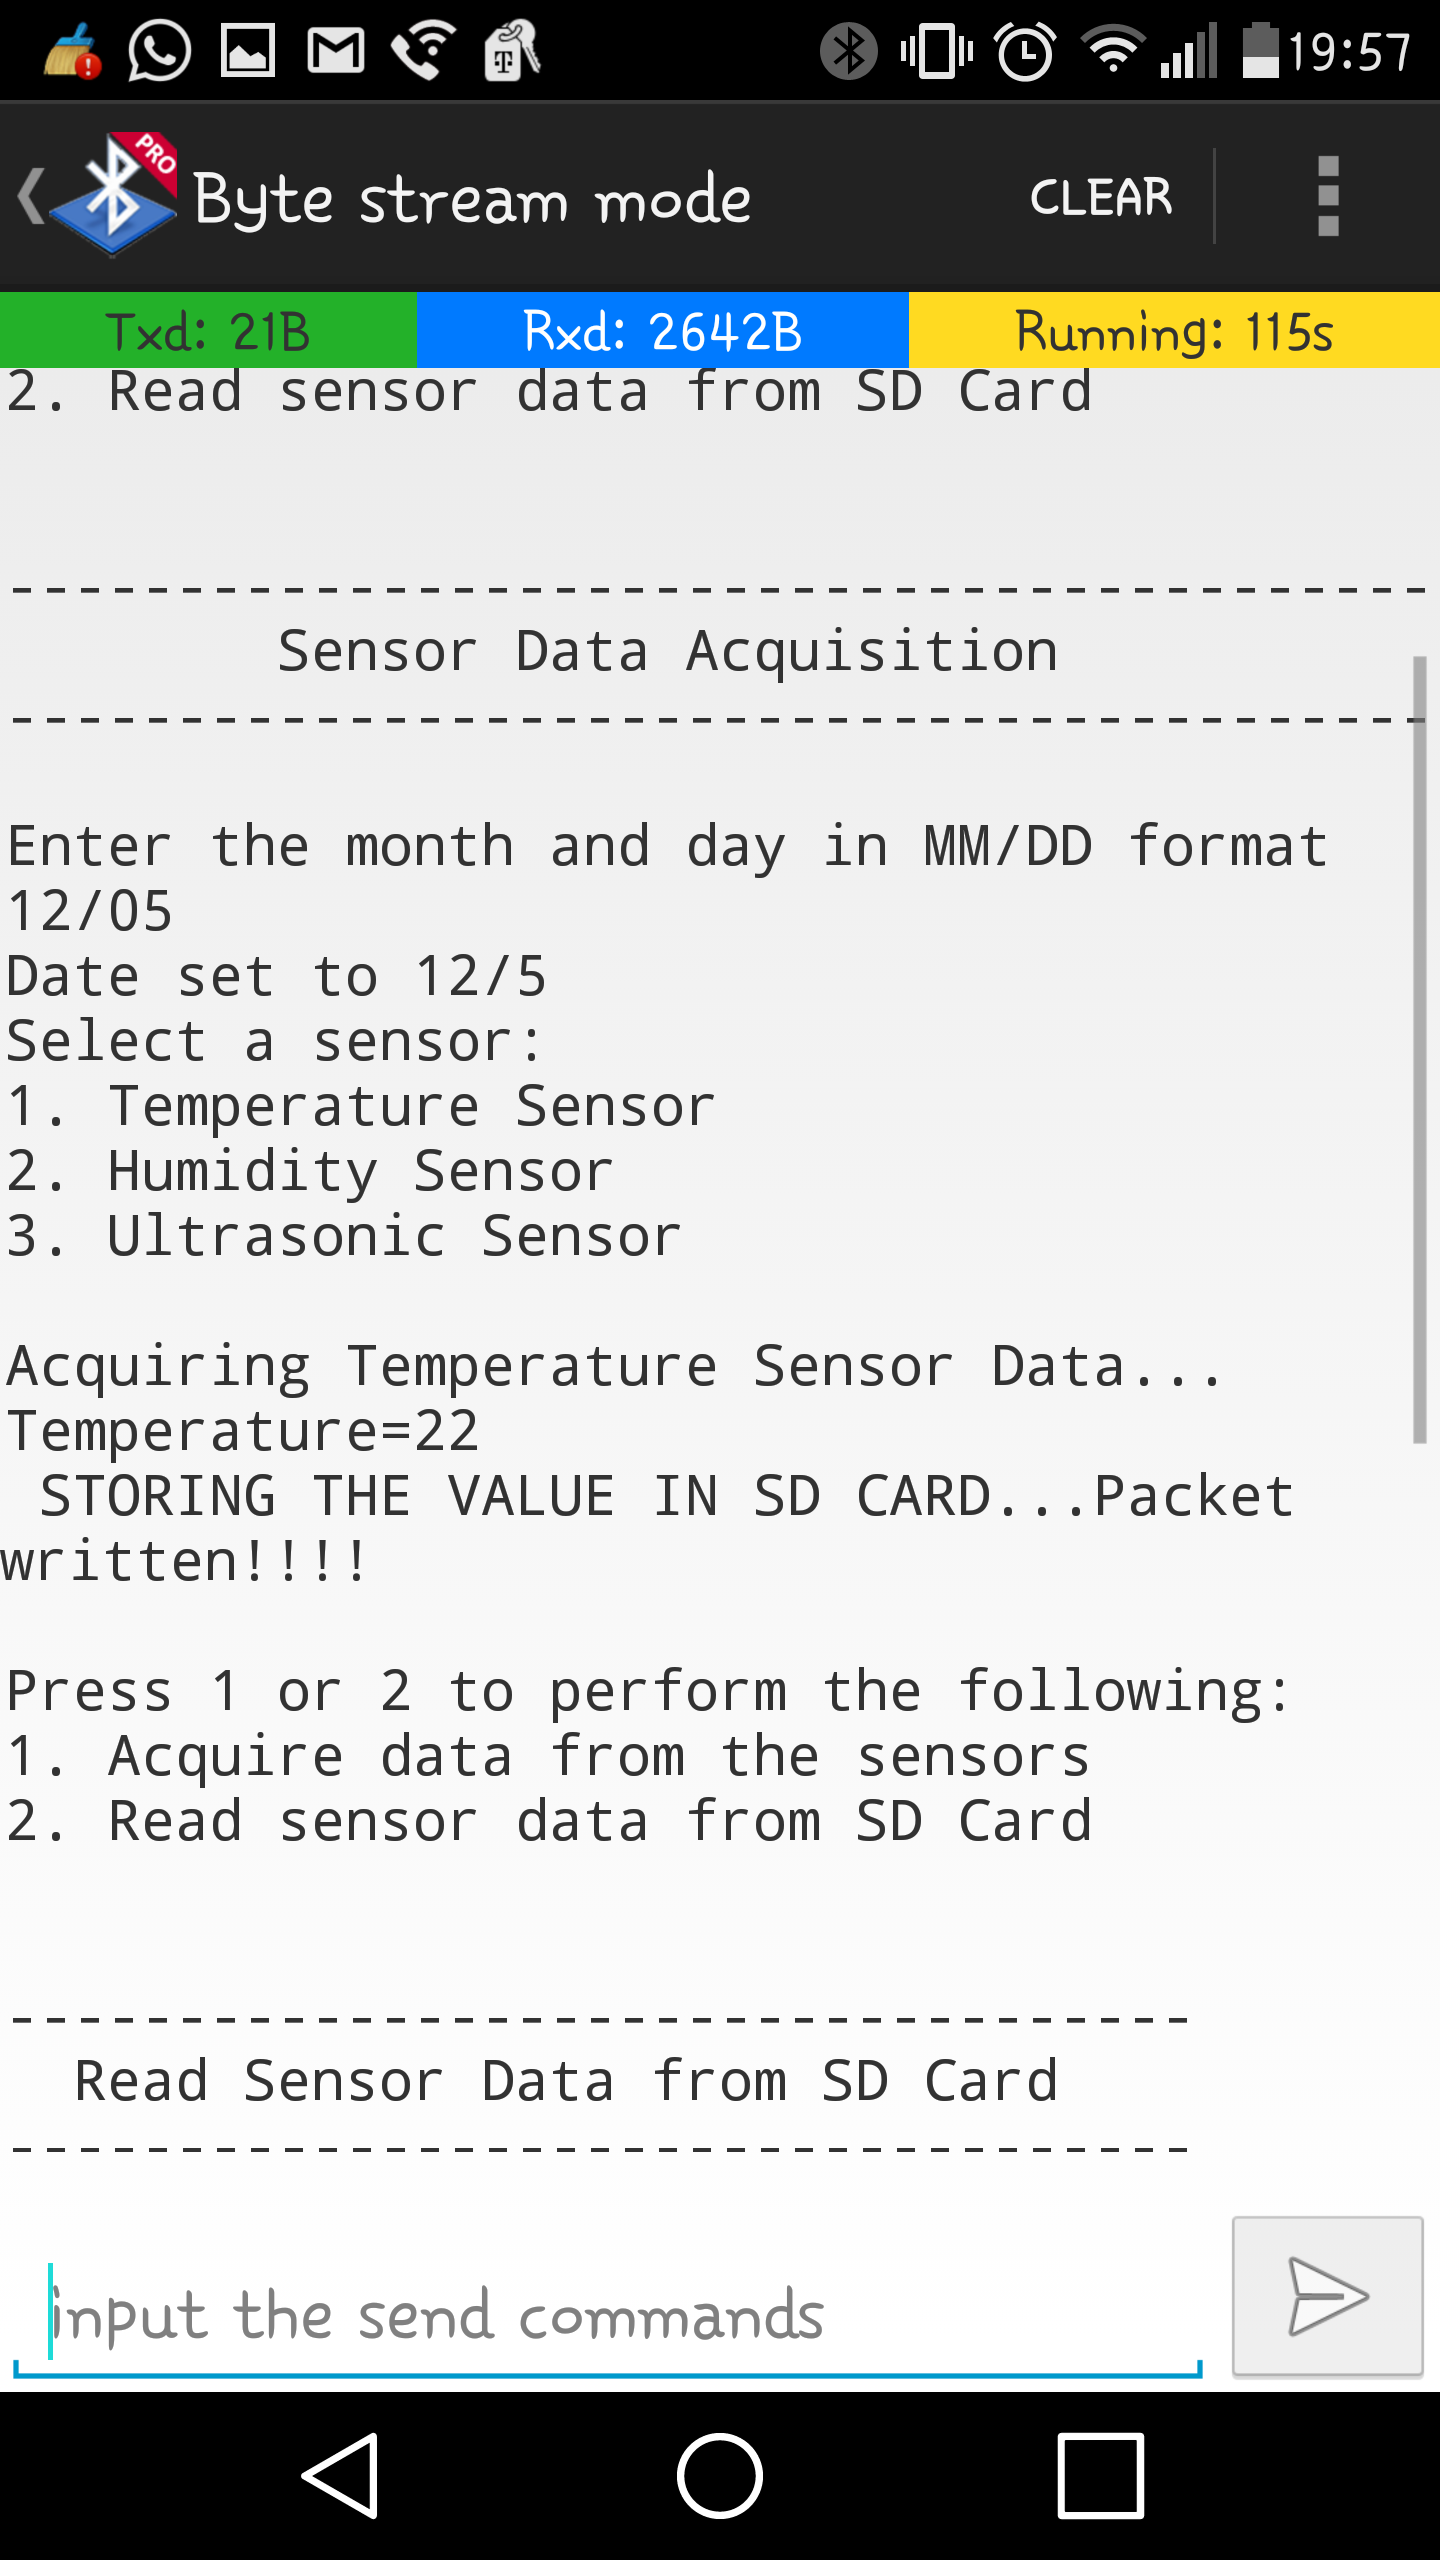 19:57
PRO
Byte stream mode
CLEAR
Txd: 21B
Rxd: 2642B
Running: 115s
2. Read sensor data from SD Card
------------------------------------------
Sensor Data Acquisition
------------------------------------------
Enter the month and day in MM/DD format
12/05
Date set to 12/5
Select a sensor:
1. Temperature Sensor
2. Humidity Sensor
3. Ultrasonic Sensor
Acquiring Temperature Sensor Data...
Temperature=22
STORING THE VALUE IN SD CARD...Packet
written!!!!
Press 1 or 2 to perform the following:
1. Acquire data from the sensors
2. Read sensor data from SD Card
-----------------------------------
Read Sensor Data from SD Card
-----------------------------------
input the send commands